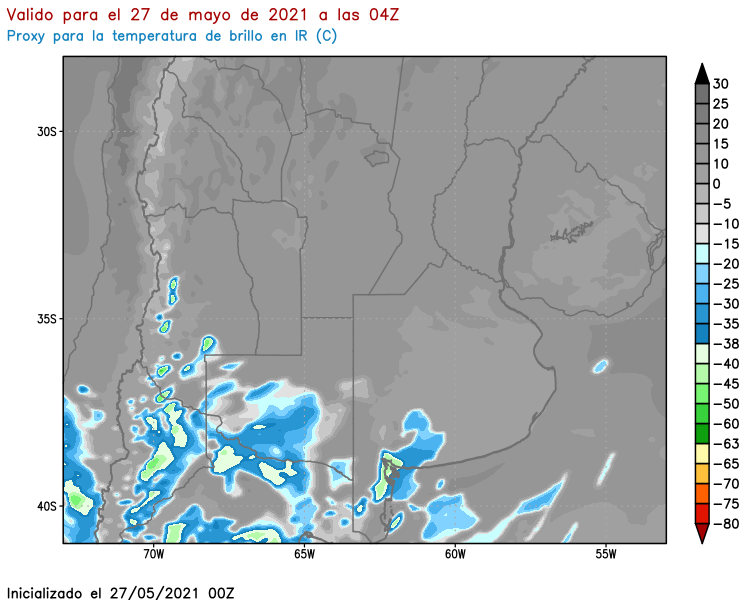 Valido para el 27 de mayo de 2021 a las 04Z
Proxy para la temperatura de brillo en IR (C)
30S
35S
40S
70W
65W
60W
55W
30
25
20
15
10
0
−5
−10
−15
−20
−25
−30
−35
−38
−40
−45
−50
−60
−63
−65
−70
−75
−80
Inicializado el 27/05/2021 00Z